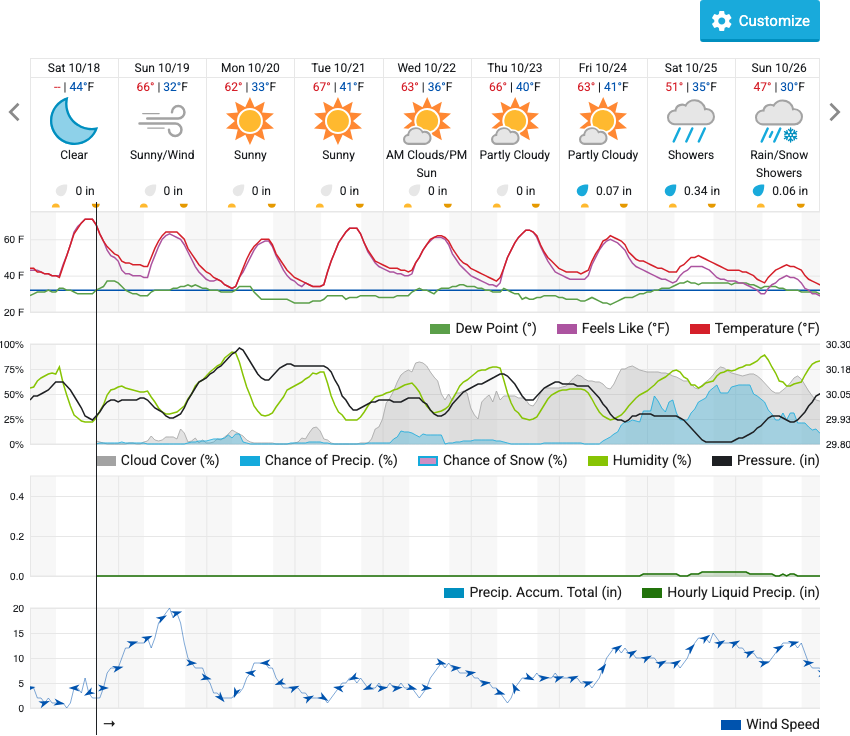 Customize
Sat 10/18 Sun 10/19 Mon 10/20 Tue 10/21 Wed 10/22 Thu 10/23 Fri 10/24 Sat 10/25 Sun 10/26
-- | 44°F 66° | 32°F 62° | 33°F 67° | 41°F 63° | 36°F 66° | 40°F 63° | 41°F 51° | 35°F 47° | 30°F
Clear Sunny/Wind Sunny Sunny AM Clouds/PM Partly Cloudy Partly Cloudy Showers Rain/Snow
Sun Showers
0 in 0 in 0 in 0 in 0 in 0 in 0.07 in 0.34 in 0.06 in
60 F
40 F
20 F
Dew Point (°) Feels Like (°F) Temperature (°F)
100% 30.30
75% 30.18
50% 30.05
25% 29.93
0% 29.80
Cloud Cover (%) Chance of Precip. (%) Chance of Snow (%) Humidity (%) Pressure. (in)
0.4
0.2
0.0
Precip. Accum. Total (in) Hourly Liquid Precip. (in)
20
15
10
5
0
→
Wind Speed